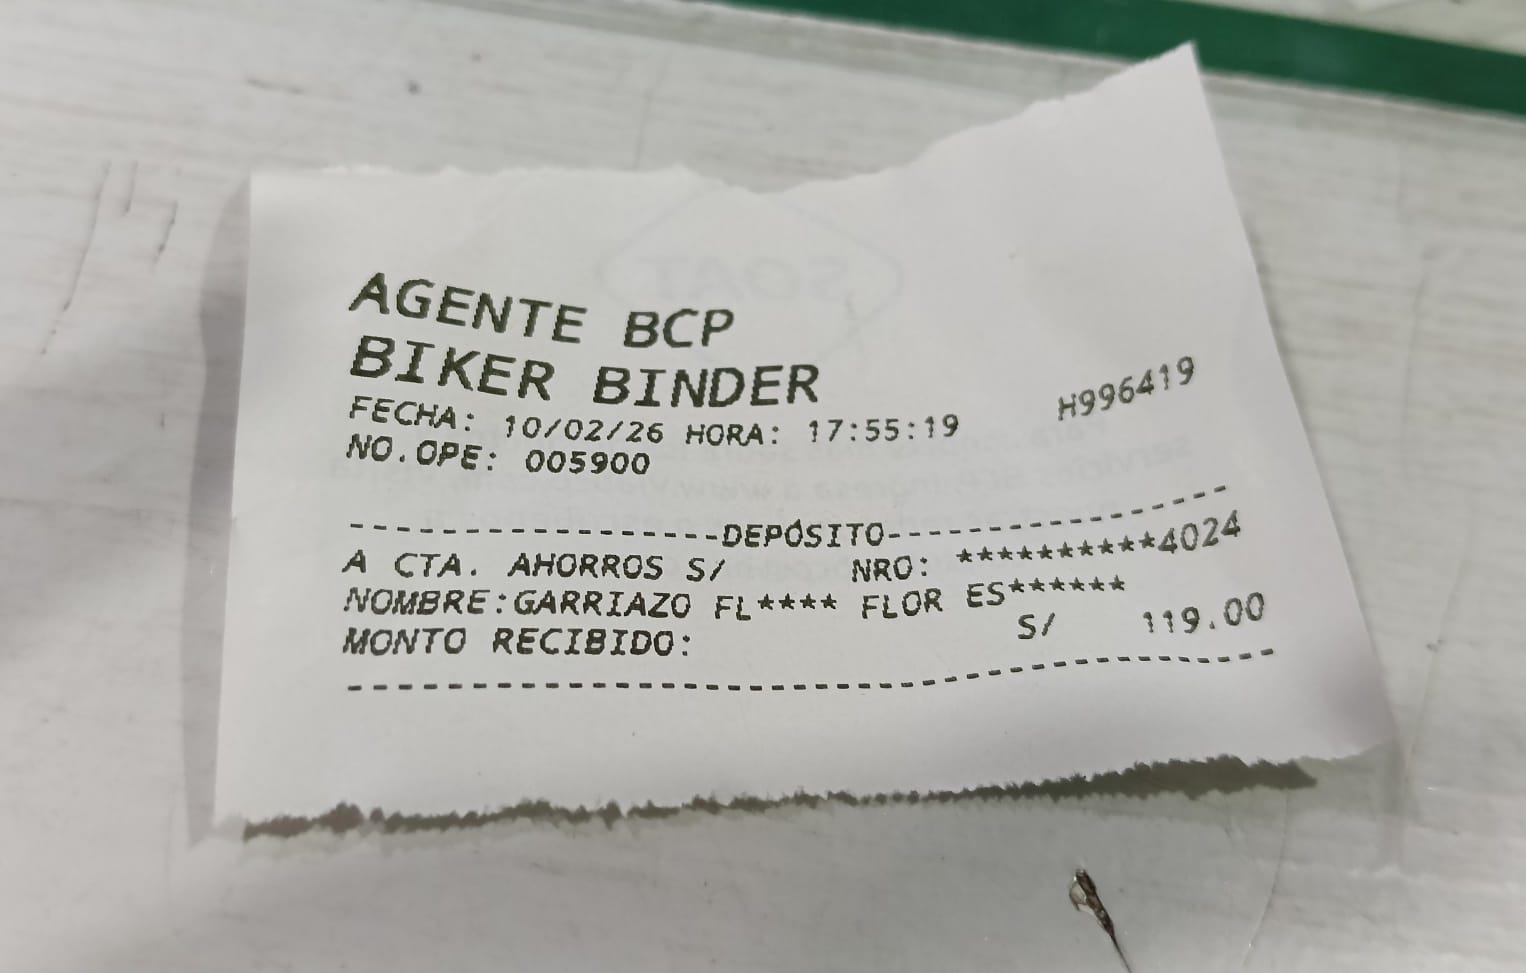 AGENTE BCP
BIKER BINDER
FECHA: 10/02/26 HORA: 17:55:19 H996419
NO.OPE: 005900
-----------------DEPÓSITO-----------------
A CTA. AHORROS S/ NRO: **********4024
NOMBRE:GARRIAZO FL**** FLOR ES******
MONTO RECIBIDO: S/ 119.00
--------------------------------------------
SOAT